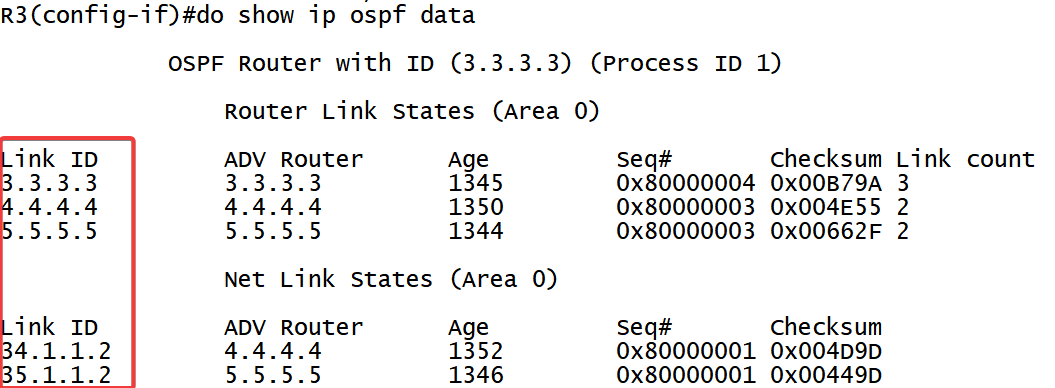 R3(config-if)#do show ip ospf data
OSPF Router with ID (3.3.3.3) (Process ID 1)
Router Link States (Area 0)
Link ID ADV Router Age Seq# Checksum Link count
3.3.3.3 3.3.3.3 1345 0x80000004 0x00B79A 3
4.4.4.4 4.4.4.4 1350 0x80000003 0x004E55 2
5.5.5.5 5.5.5.5 1344 0x80000003 0x00662F 2
Net Link States (Area 0)
Link ID ADV Router Age Seq# Checksum
34.1.1.2 4.4.4.4 1352 0x80000001 0x004D9D
35.1.1.2 5.5.5.5 1346 0x80000001 0x00449D